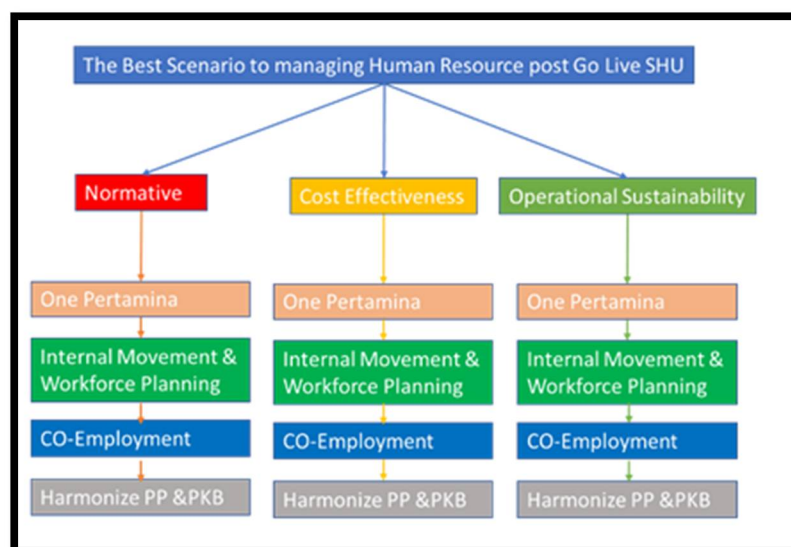 The Best Scenario to managing Human Resource post Go Live SHU
Normative
Cost Effectiveness
Operational Sustainability
One Pertamina
One Pertamina
One Pertamina
Internal Movement &
Workforce Planning
Internal Movement &
Workforce Planning
Internal Movement &
Workforce Planning
CO-Employment
CO-Employment
CO-Employment
Harmonize PP &PKB
Harmonize PP &PKB
Harmonize PP &PKB